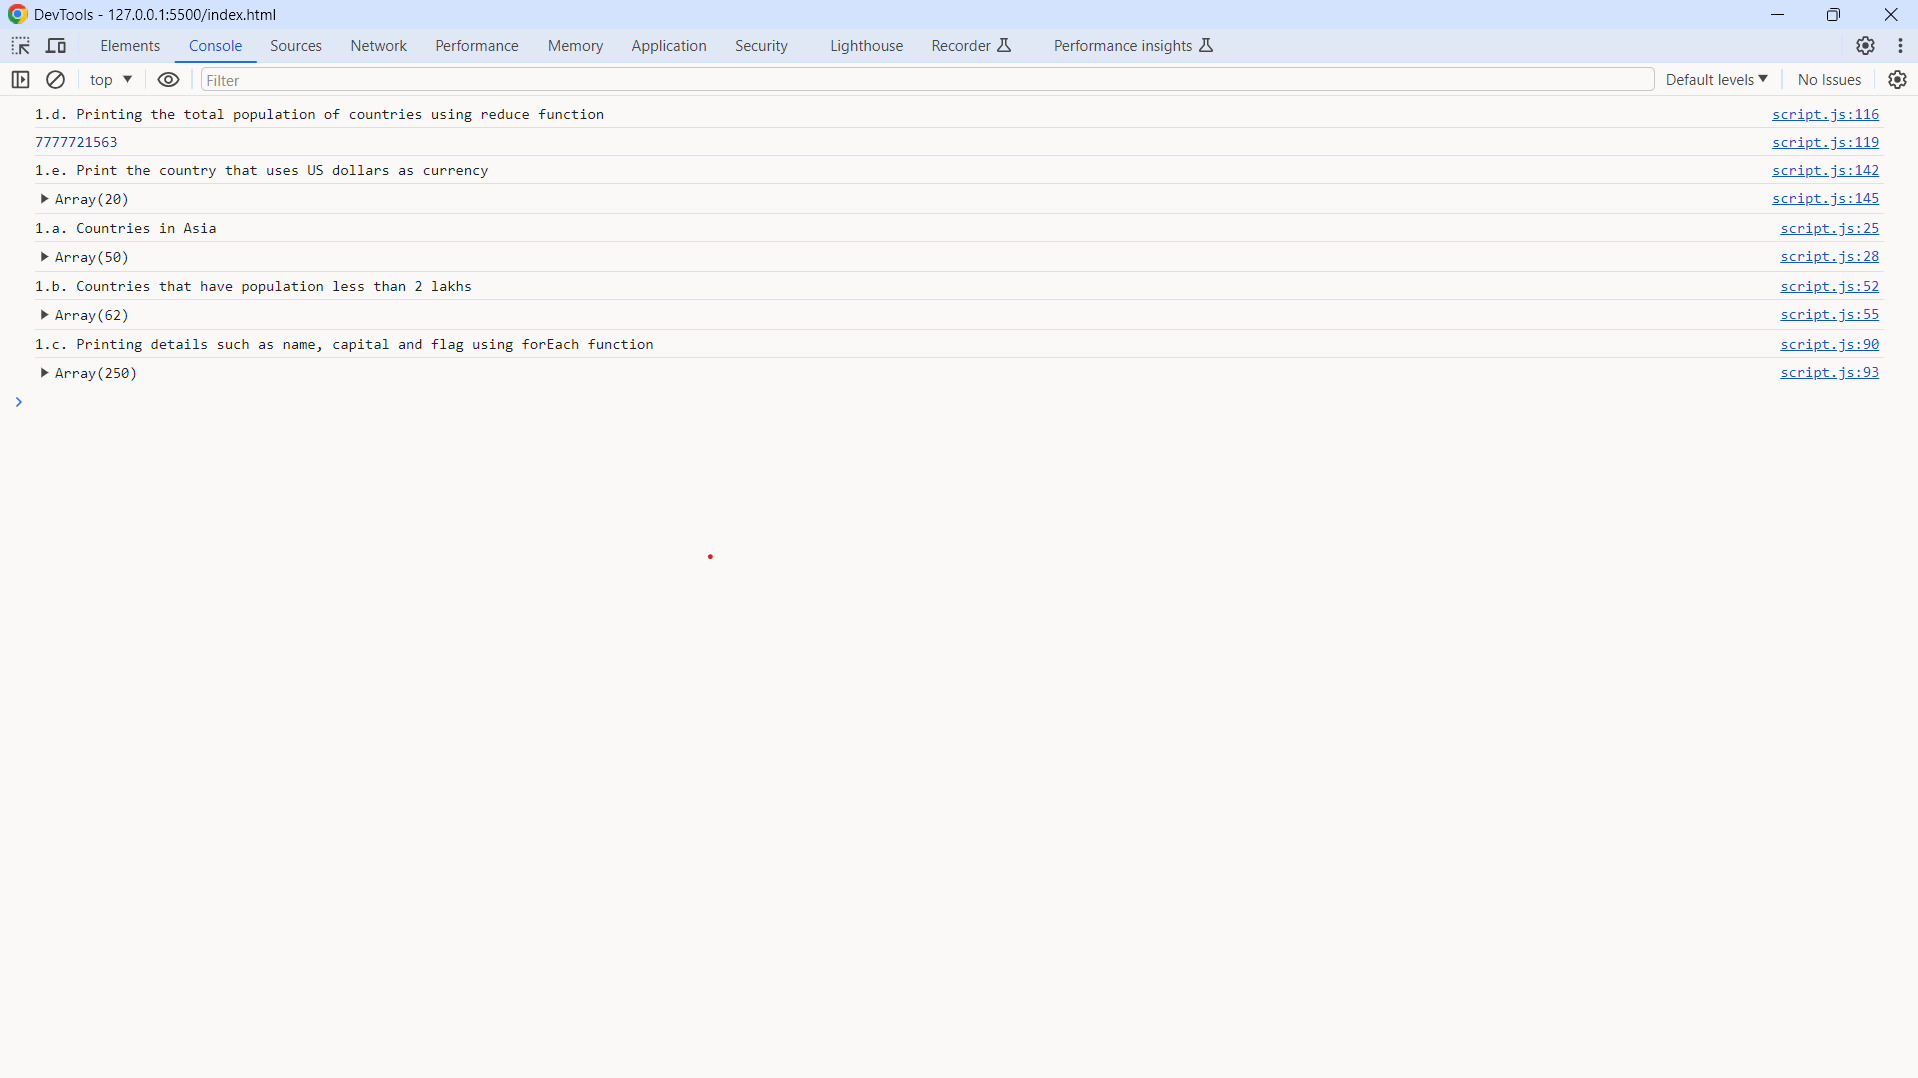 DevTools - 127.0.0.1:5500/index.html
Elements Console Sources Network Performance Memory Application Security Lighthouse Recorder Performance insights
top Filter Default levels No Issues
1.d. Printing the total population of countries using reduce function script.js:116
7777721563 script.js:119
1.e. Print the country that uses US dollars as currency script.js:142
Array(20) script.js:145
1.a. Countries in Asia script.js:25
Array(50) script.js:28
1.b. Countries that have population less than 2 lakhs script.js:52
Array(62) script.js:55
1.c. Printing details such as name, capital and flag using forEach function script.js:90
Array(250) script.js:93